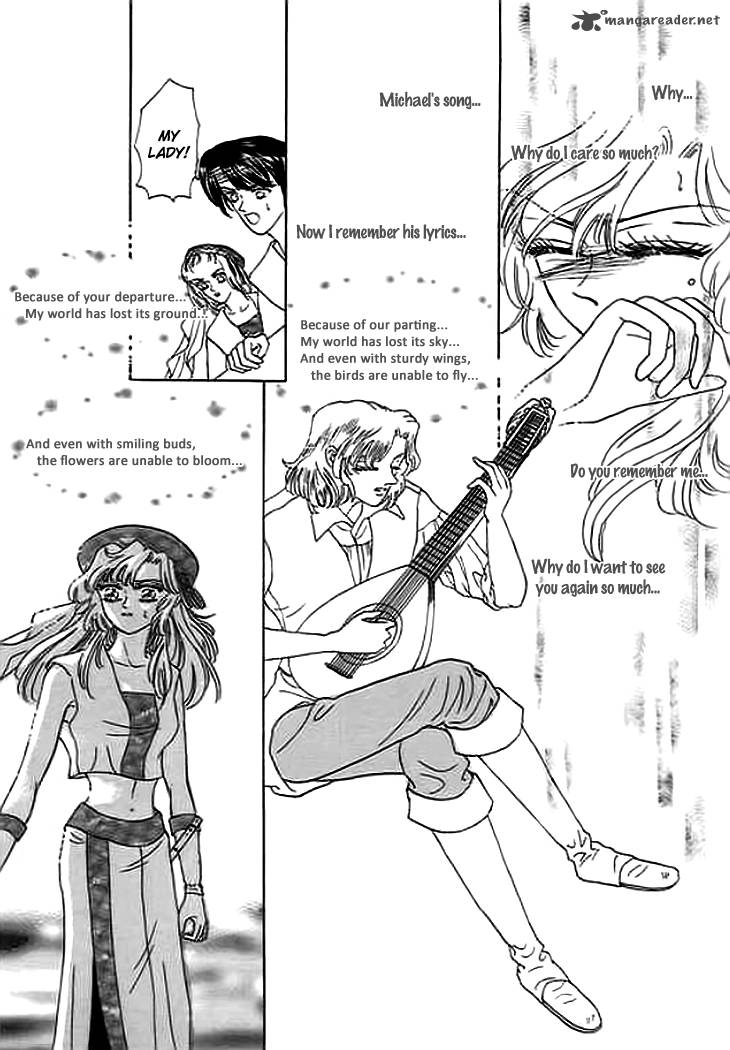 mangareader.net
Why...
Why do I care so much?
Michael's song...
Now I remember his lyrics...
MY
LADY!
Because of our parting...
My world has lost its sky...
And even with sturdy wings,
the birds are unable to fly...
Because of your departure...
My world has lost its ground...
And even with smiling buds,
the flowers are unable to bloom...
Do you remember me...
Why do I want to see
you again so much...